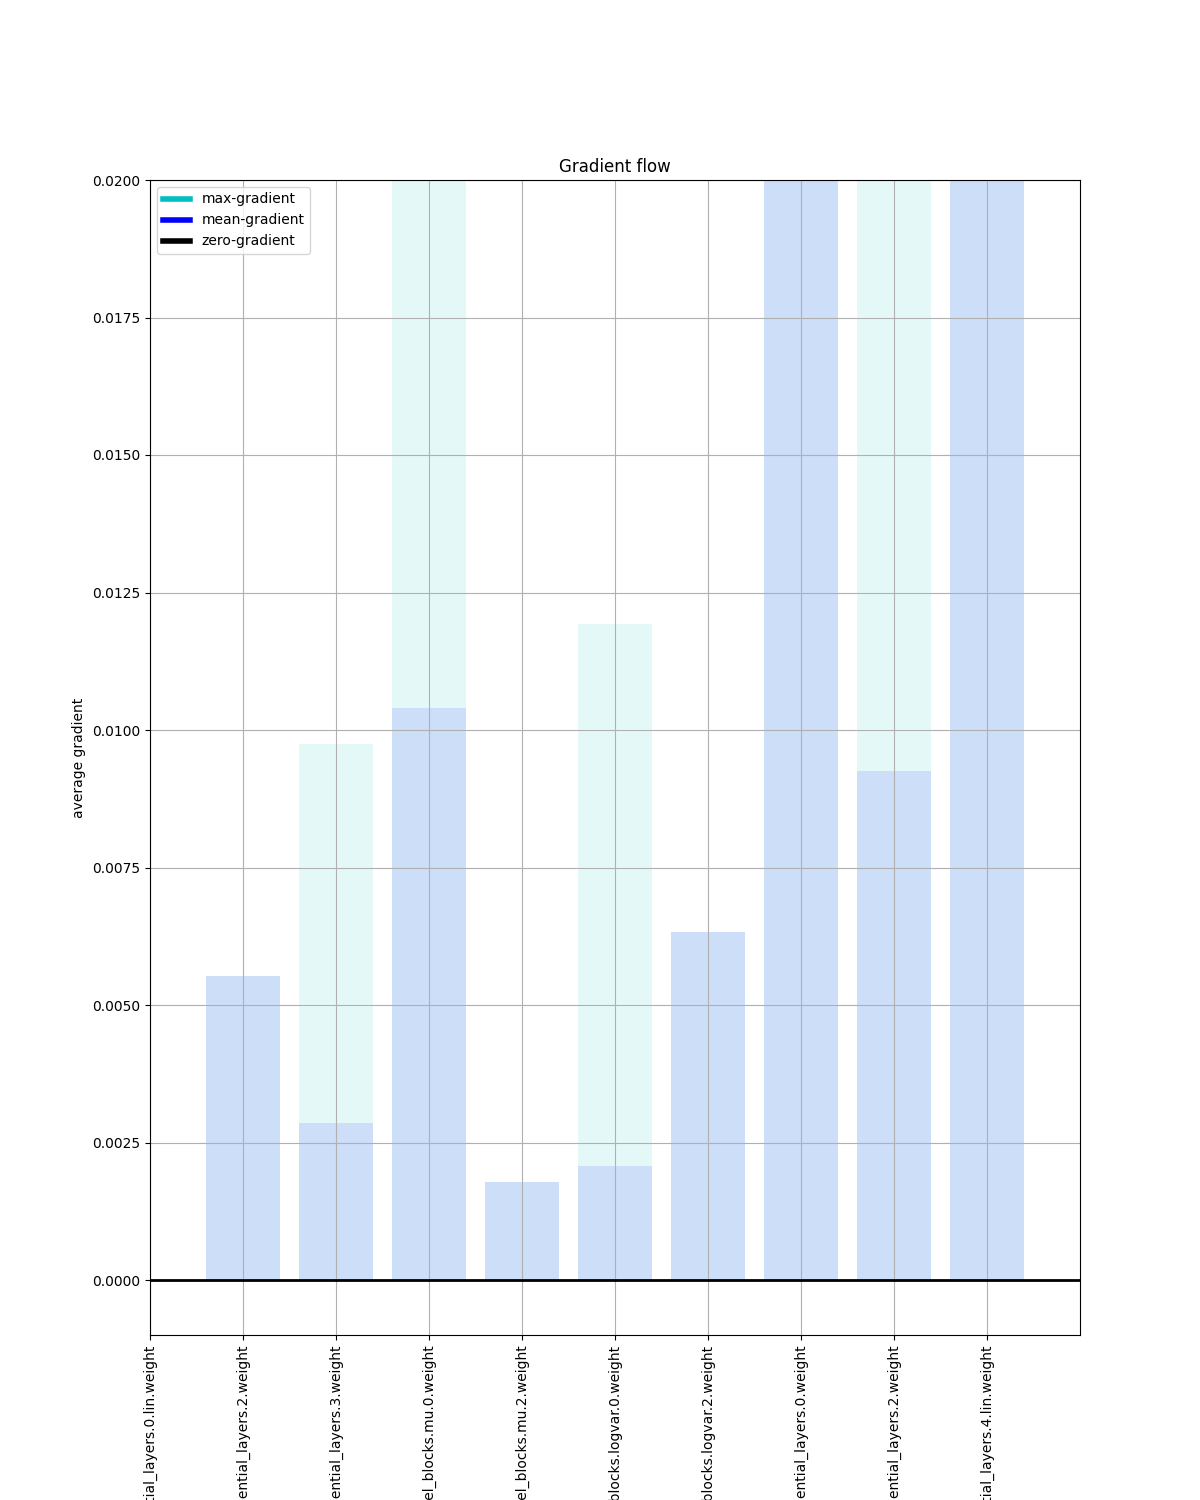 Gradient flow
max-gradient
mean-gradient
zero-gradient
0.0200
0.0175
0.0150
0.0125
0.0100
0.0075
0.0050
0.0025
0.0000
average gradient
tial_layers.0.lin.weight
ential_layers.2.weight
ential_layers.3.weight
el_blocks.mu.0.weight
el_blocks.mu.2.weight
blocks.logvar.0.weight
blocks.logvar.2.weight
ential_layers.0.weight
ential_layers.2.weight
tial_layers.4.lin.weight